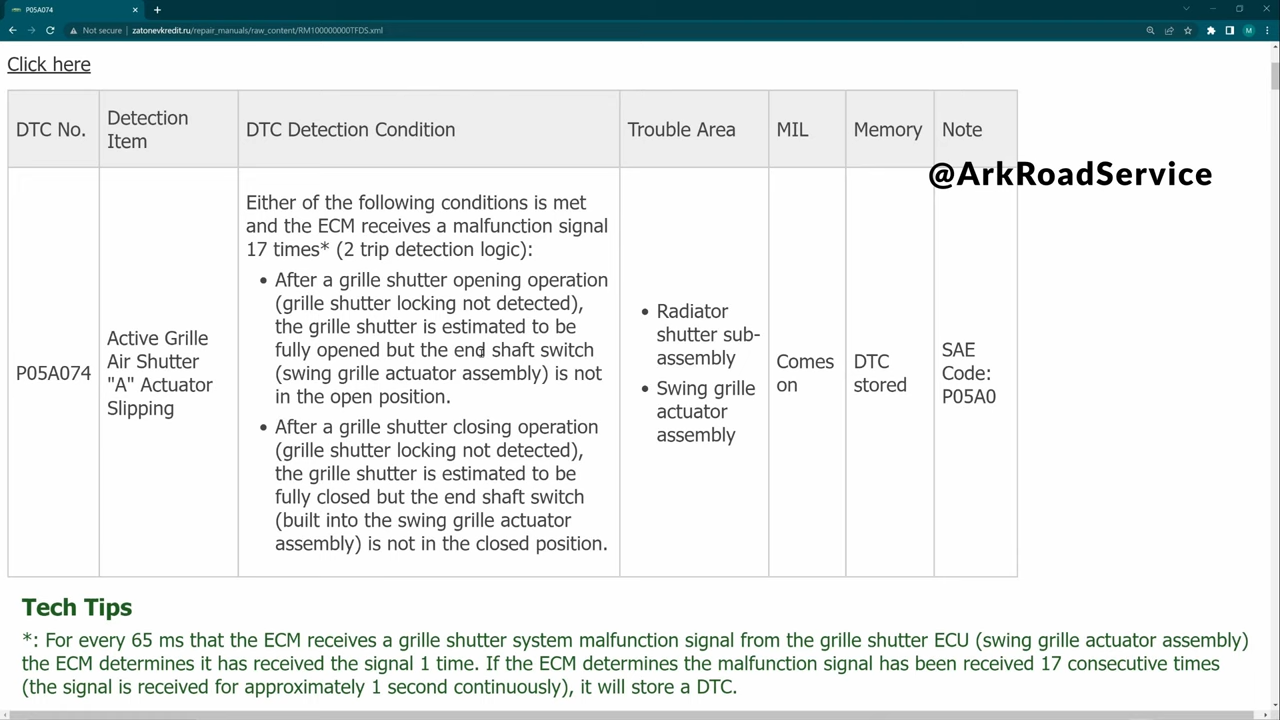 P05A074
Not secure
zatonevkredit.ru/repair_manuals/raw_content/RM100000000TFDS.xml
M
Click here
DTC No.
Detection
Item
DTC Detection Condition
Trouble Area
MIL
Memory
Note
@ArkRoadService
P05A074
Active Grille
Air Shutter
"A" Actuator
Slipping
Either of the following conditions is met
and the ECM receives a malfunction signal
17 times* (2 trip detection logic):
• After a grille shutter opening operation
(grille shutter locking not detected),
the grille shutter is estimated to be
fully opened but the end shaft switch
(swing grille actuator assembly) is not
in the open position.
• After a grille shutter closing operation
(grille shutter locking not detected),
the grille shutter is estimated to be
fully closed but the end shaft switch
(built into the swing grille actuator
assembly) is not in the closed position.
• Radiator
shutter sub-
assembly
• Swing grille
actuator
assembly
Comes
on
DTC
stored
SAE
Code:
P05A0
Tech Tips
*: For every 65 ms that the ECM receives a grille shutter system malfunction signal from the grille shutter ECU (swing grille actuator assembly)
the ECM determines it has received the signal 1 time. If the ECM determines the malfunction signal has been received 17 consecutive times
(the signal is received for approximately 1 second continuously), it will store a DTC.